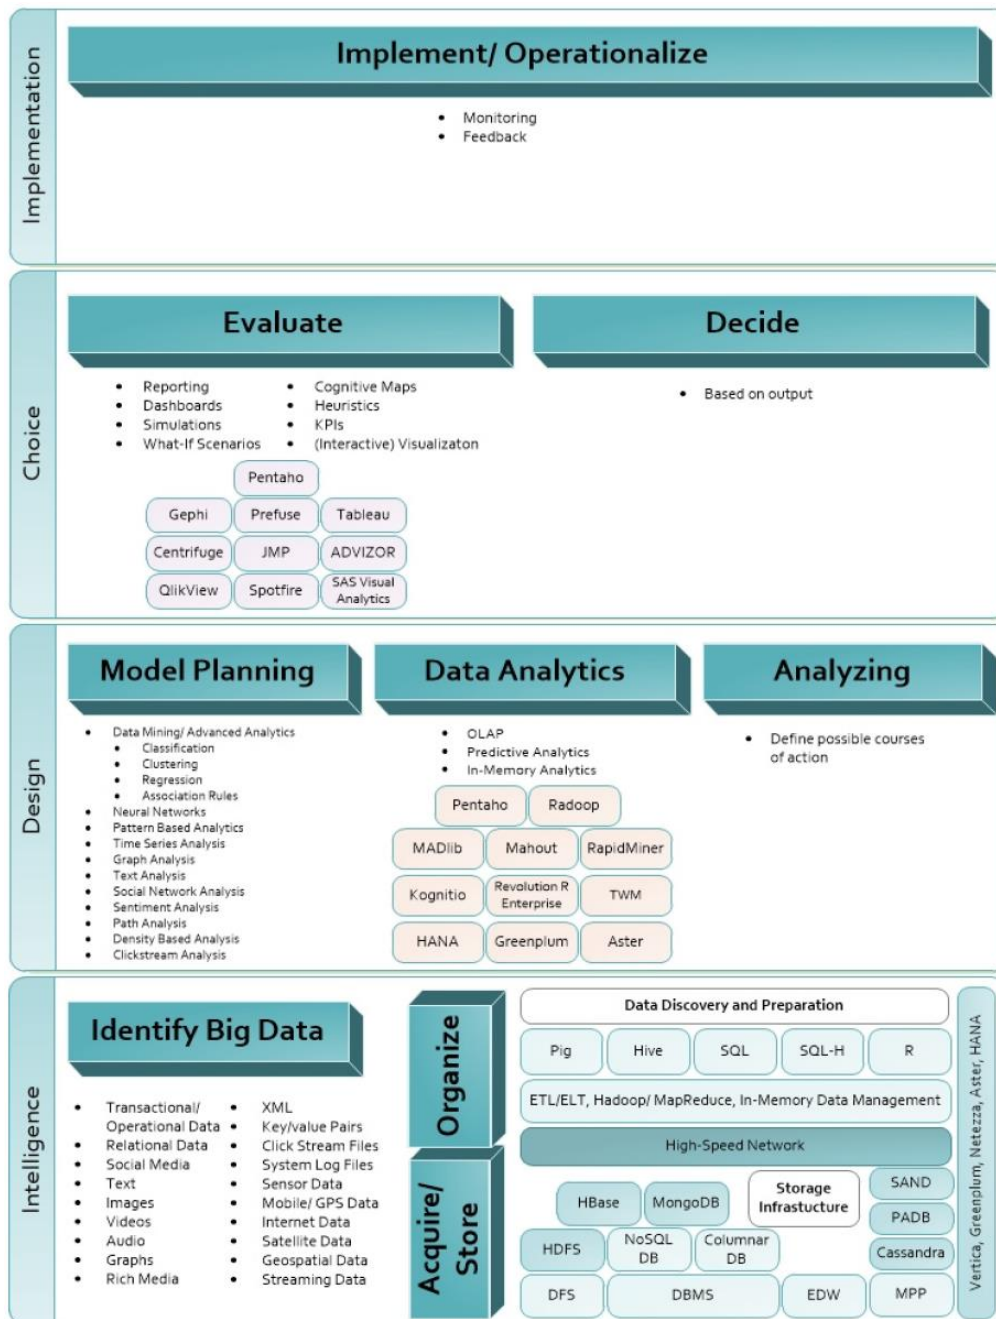 Implementation
Implement/ Operationalize
• Monitoring
• Feedback
Choice
Evaluate
• Reporting
• Dashboards
• Simulations
• What-If Scenarios
• Cognitive Maps
• Heuristics
• KPIs
• (Interactive) Visualizaton
Pentaho
Gephi
Prefuse
Tableau
Centrifuge
JMP
ADVIZOR
QlikView
Spotfire
SAS Visual
Analytics
Decide
• Based on output
Design
Model Planning
• Data Mining/ Advanced Analytics
• Classification
• Clustering
• Regression
• Association Rules
• Neural Networks
• Pattern Based Analytics
• Time Series Analysis
• Graph Analysis
• Text Analysis
• Social Network Analysis
• Sentiment Analysis
• Path Analysis
• Density Based Analysis
• Clickstream Analysis
Data Analytics
• OLAP
• Predictive Analytics
• In-Memory Analytics
Pentaho
Radoop
MADlib
Mahout
RapidMiner
Kognitio
Revolution R
Enterprise
TWM
HANA
Greenplum
Aster
Analyzing
• Define possible courses
of action
Intelligence
Identify Big Data
• Transactional/
Operational Data
• Relational Data
• Social Media
• Text
• Images
• Videos
• Audio
• Graphs
• Rich Media
• XML
• Key/value Pairs
• Click Stream Files
• System Log Files
• Sensor Data
• Mobile/ GPS Data
• Internet Data
• Satellite Data
• Geospatial Data
• Streaming Data
Organize
Data Discovery and Preparation
Pig
Hive
SQL
SQL-H
R
ETL/ELT, Hadoop/ MapReduce, In-Memory Data Management
High-Speed Network
Acquire/
Store
HBase
MongoDB
Storage
Infrastucture
SAND
PADB
HDFS
NoSQL
DB
Columnar
DB
Cassandra
DFS
DBMS
EDW
MPP
Vertica, Greenplum, Netezza, Aster, HANA